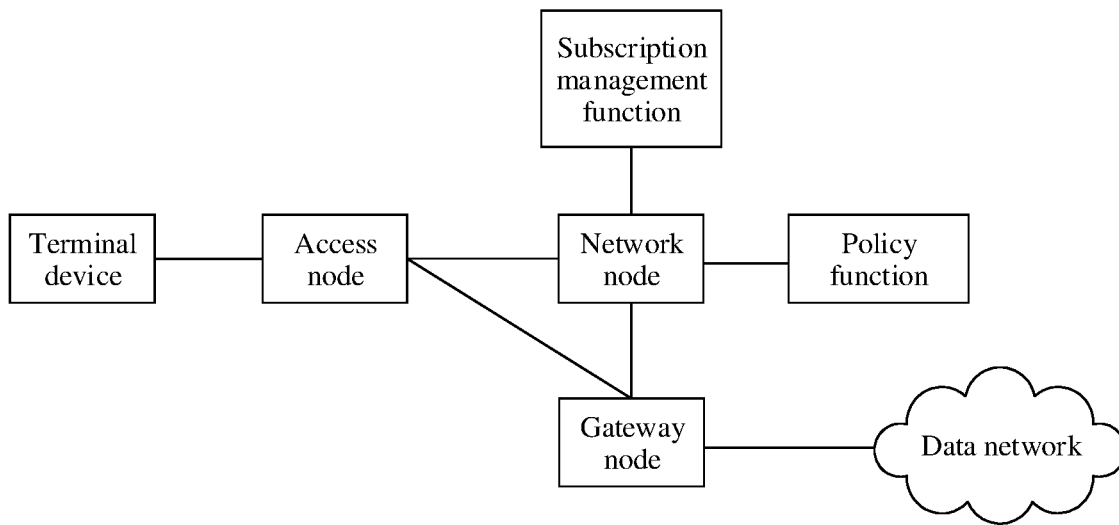 Subscription
management
function
Terminal
device
Access
node
Network
node
Policy
function
Gateway
node
Data network